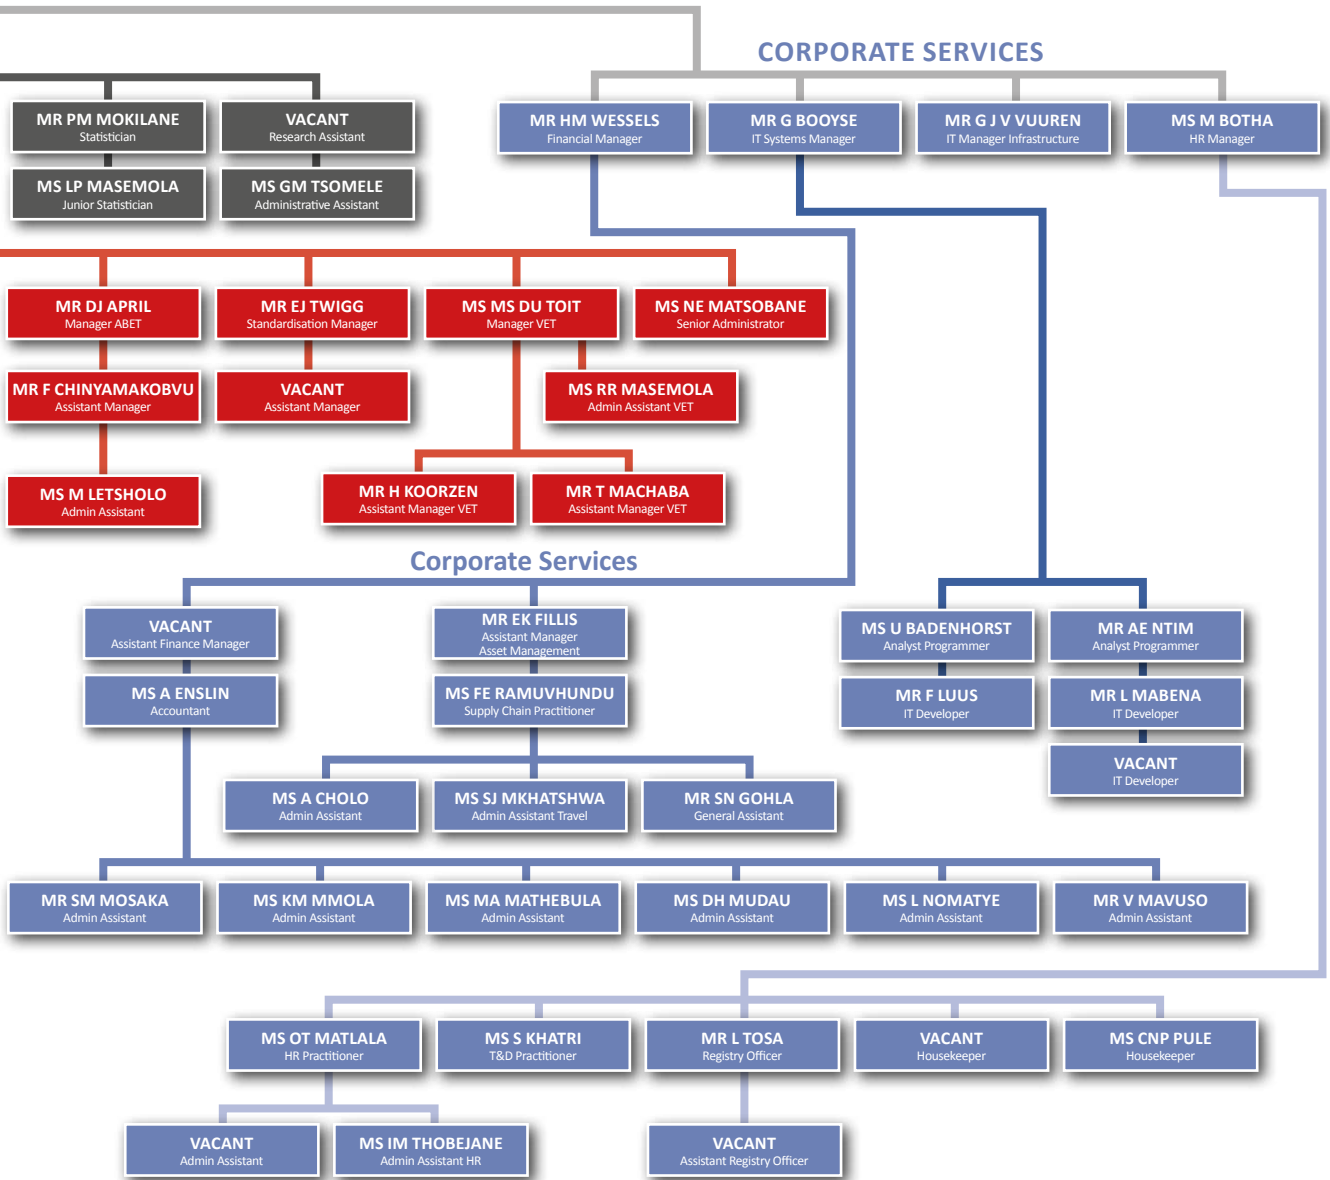 CORPORATE SERVICES
MR PM MOKILANE
Statistician
VACANT
Research Assistant
MR HM WESSELS
Financial Manager
MR G BOOYSE
IT Systems Manager
MR G J V VUUREN
IT Manager Infrastructure
MS M BOTHA
HR Manager
MS LP MASEMOLA
Junior Statistician
MS GM TSOMELE
Administrative Assistant
MR DJ APRIL
Manager ABET
MR EJ TWIGG
Standardisation Manager
MS MS DU TOIT
Manager VET
MS NE MATSOBANE
Senior Administrator
MR F CHINYAMAKOBVU
Assistant Manager
VACANT
Assistant Manager
MS RR MASEMOLA
Admin Assistant VET
MS M LETSHOLO
Admin Assistant
MR H KOORZEN
Assistant Manager VET
MR T MACHABA
Assistant Manager VET
Corporate Services
VACANT
Assistant Finance Manager
MR EK FILLIS
Assistant Manager
Asset Management
MS U BADENHORST
Analyst Programmer
MR AE NTIM
Analyst Programmer
MS A ENSLIN
Accountant
MS FE RAMUVHUNDU
Supply Chain Practitioner
MR F LUUS
IT Developer
MR L MABENA
IT Developer
VACANT
IT Developer
MS A CHOLO
Admin Assistant
MS SJ MKHATSHWA
Admin Assistant Travel
MR SN GOHLA
General Assistant
MR SM MOSAKA
Admin Assistant
MS KM MMOLA
Admin Assistant
MS MA MATHEBULA
Admin Assistant
MS DH MUDAU
Admin Assistant
MS L NOMATYE
Admin Assistant
MR V MAVUSO
Admin Assistant
MS OT MATLALA
HR Practitioner
MS S KHATRI
T&D Practitioner
MR L TOSA
Registry Officer
VACANT
Housekeeper
MS CNP PULE
Housekeeper
VACANT
Admin Assistant
MS IM THOBEJANE
Admin Assistant HR
VACANT
Assistant Registry Officer